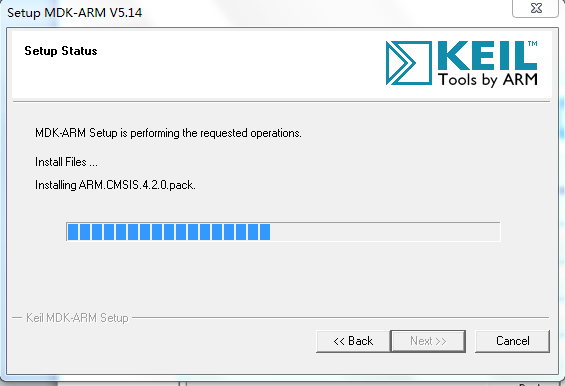 Setup MDK-ARM V5.14
Setup Status
KEIL™
Tools by ARM
MDK-ARM Setup is performing the requested operations.
Install Files ...
Installing ARM.CMSIS.4.2.0.pack.
Keil MDK-ARM Setup
<< Back
Next >>
Cancel